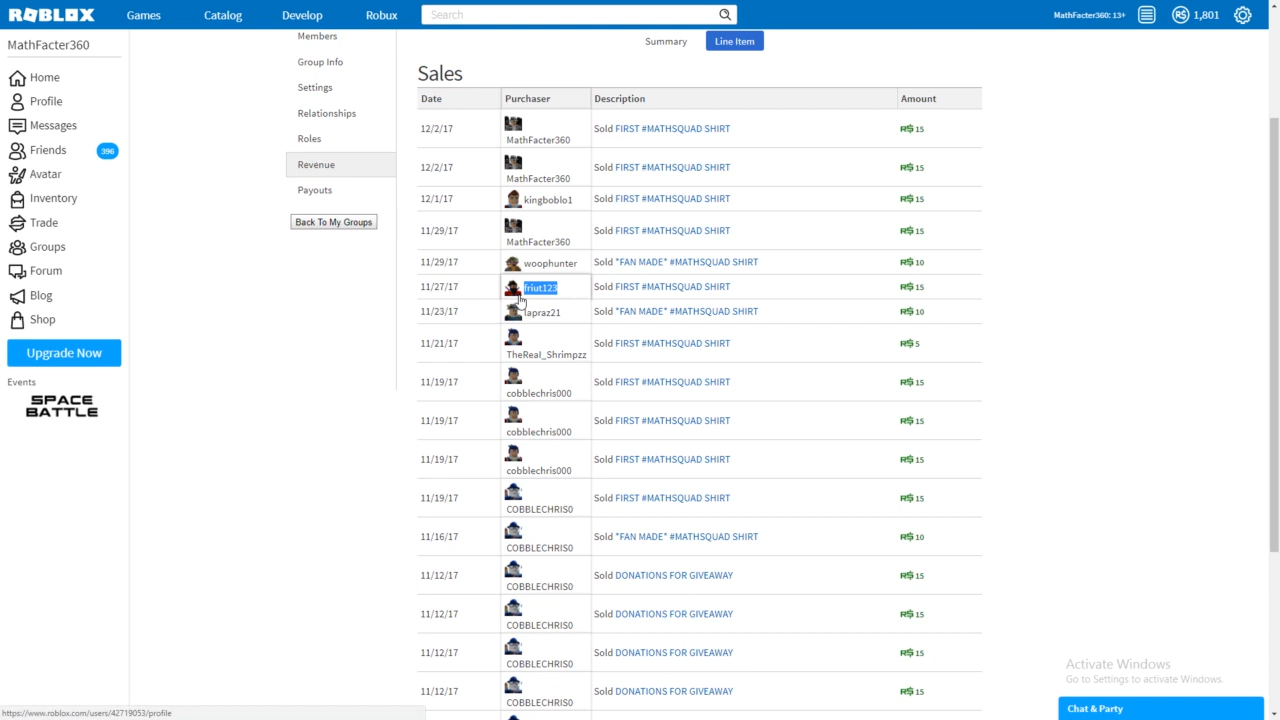 ROBLOX Games Catalog Develop Robux Search MathFacter360: 13+ R$ 1,801
MathFacter360
Home
Profile
Messages
Friends 396
Avatar
Inventory
Trade
Groups
Forum
Blog
Shop
Upgrade Now
Events
SPACE
BATTLE
Members
Group Info
Settings
Relationships
Roles
Revenue
Payouts
Back To My Groups
Summary Line Item
Sales
Date Purchaser Description Amount
12/2/17 MathFacter360 Sold FIRST #MATHSQUAD SHIRT R$ 15
12/2/17 MathFacter360 Sold FIRST #MATHSQUAD SHIRT R$ 15
12/1/17 kingboblo1 Sold FIRST #MATHSQUAD SHIRT R$ 15
11/29/17 MathFacter360 Sold FIRST #MATHSQUAD SHIRT R$ 15
11/29/17 woophunter Sold *FAN MADE* #MATHSQUAD SHIRT R$ 10
11/27/17 friut123 Sold FIRST #MATHSQUAD SHIRT R$ 15
11/23/17 lapraz21 Sold *FAN MADE* #MATHSQUAD SHIRT R$ 10
11/21/17 TheReal_Shrimpzz Sold FIRST #MATHSQUAD SHIRT R$ 5
11/19/17 cobblechris000 Sold FIRST #MATHSQUAD SHIRT R$ 15
11/19/17 cobblechris000 Sold FIRST #MATHSQUAD SHIRT R$ 15
11/19/17 cobblechris000 Sold FIRST #MATHSQUAD SHIRT R$ 15
11/19/17 COBBLECHRIS0 Sold FIRST #MATHSQUAD SHIRT R$ 15
11/16/17 COBBLECHRIS0 Sold *FAN MADE* #MATHSQUAD SHIRT R$ 10
11/12/17 COBBLECHRIS0 Sold DONATIONS FOR GIVEAWAY R$ 15
11/12/17 COBBLECHRIS0 Sold DONATIONS FOR GIVEAWAY R$ 15
11/12/17 COBBLECHRIS0 Sold DONATIONS FOR GIVEAWAY R$ 15
11/12/17 COBBLECHRIS0 Sold DONATIONS FOR GIVEAWAY R$ 15
Activate Windows
Go to Settings to activate Windows.
Chat & Party
https://www.roblox.com/users/42719053/profile